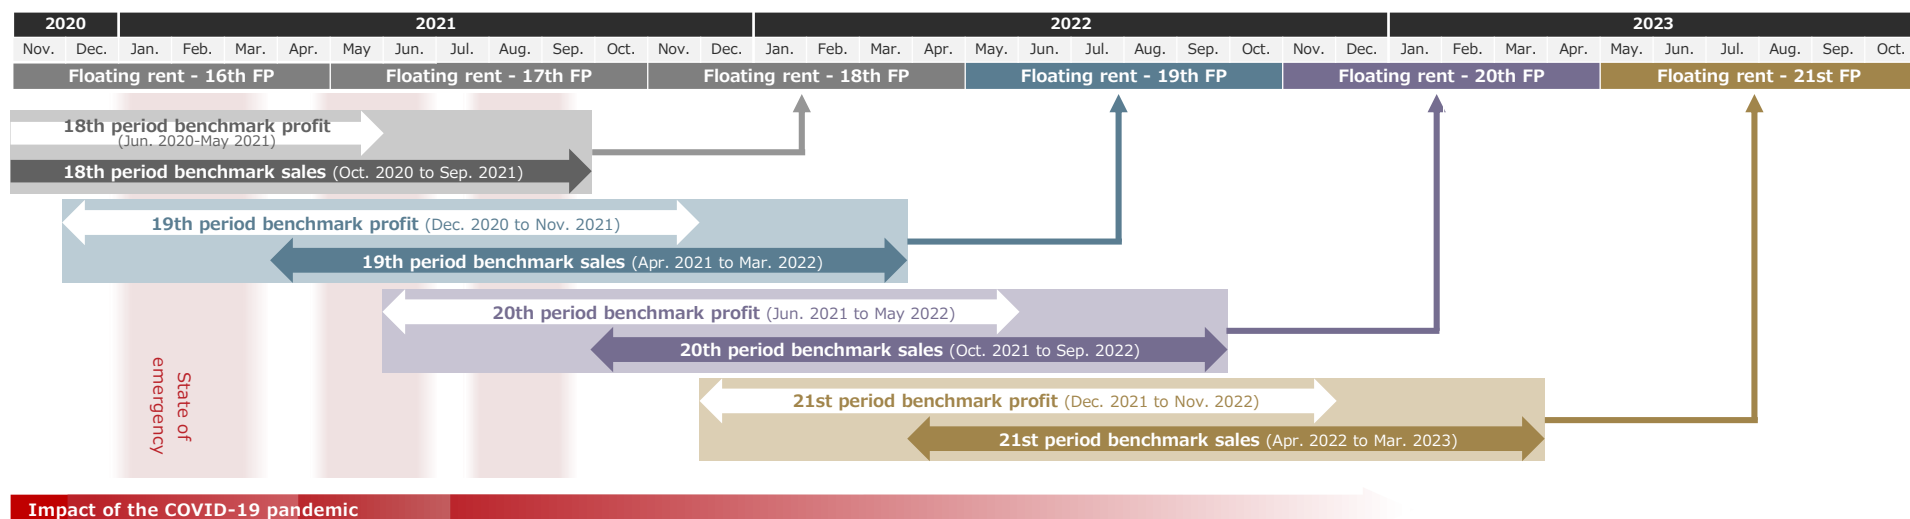 2020 2021 2022 2023
Nov. Dec. Jan. Feb. Mar. Apr. May Jun. Jul. Aug. Sep. Oct. Nov. Dec. Jan. Feb. Mar. Apr. May. Jun. Jul. Aug. Sep. Oct. Nov. Dec. Jan. Feb. Mar. Apr. May. Jun. Jul. Aug. Sep. Oct.
Floating rent - 16th FP Floating rent - 17th FP Floating rent - 18th FP Floating rent - 19th FP Floating rent - 20th FP Floating rent - 21st FP
18th period benchmark profit
(Jun. 2020-May 2021)
18th period benchmark sales (Oct. 2020 to Sep. 2021)
19th period benchmark profit (Dec. 2020 to Nov. 2021)
19th period benchmark sales (Apr. 2021 to Mar. 2022)
20th period benchmark profit (Jun. 2021 to May 2022)
20th period benchmark sales (Oct. 2021 to Sep. 2022)
21st period benchmark profit (Dec. 2021 to Nov. 2022)
21st period benchmark sales (Apr. 2022 to Mar. 2023)
State of
emergency
Impact of the COVID-19 pandemic